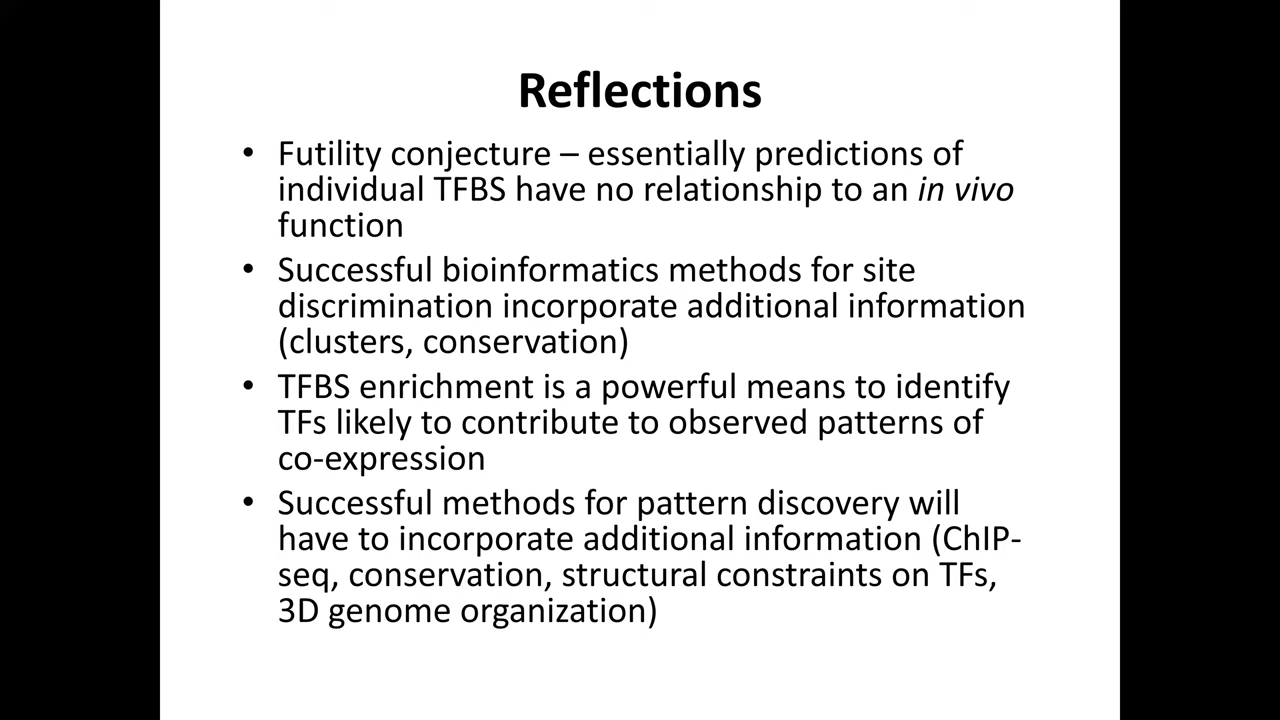 Reflections
• Futility conjecture – essentially predictions of
individual TFBS have no relationship to an in vivo
function
• Successful bioinformatics methods for site
discrimination incorporate additional information
(clusters, conservation)
• TFBS enrichment is a powerful means to identify
TFs likely to contribute to observed patterns of
co-expression
• Successful methods for pattern discovery will
have to incorporate additional information (ChIP-
seq, conservation, structural constraints on TFs,
3D genome organization)